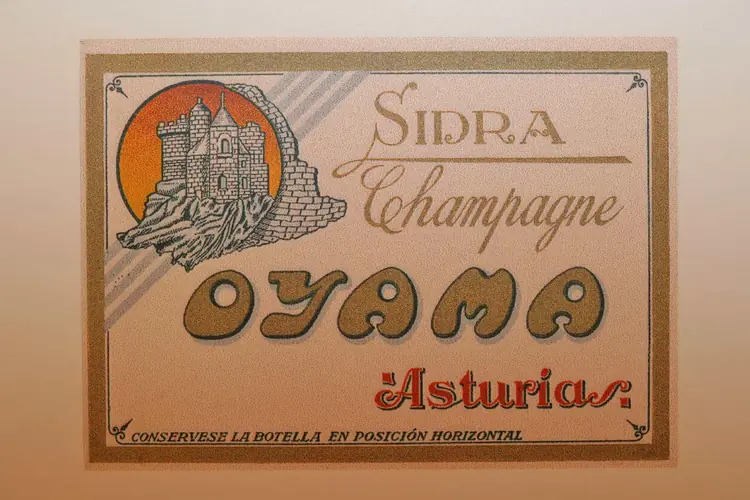 SIDRA
Champagne
OYAMA
Asturias.
CONSERVESE LA BOTELLA EN POSICIÓN HORIZONTAL